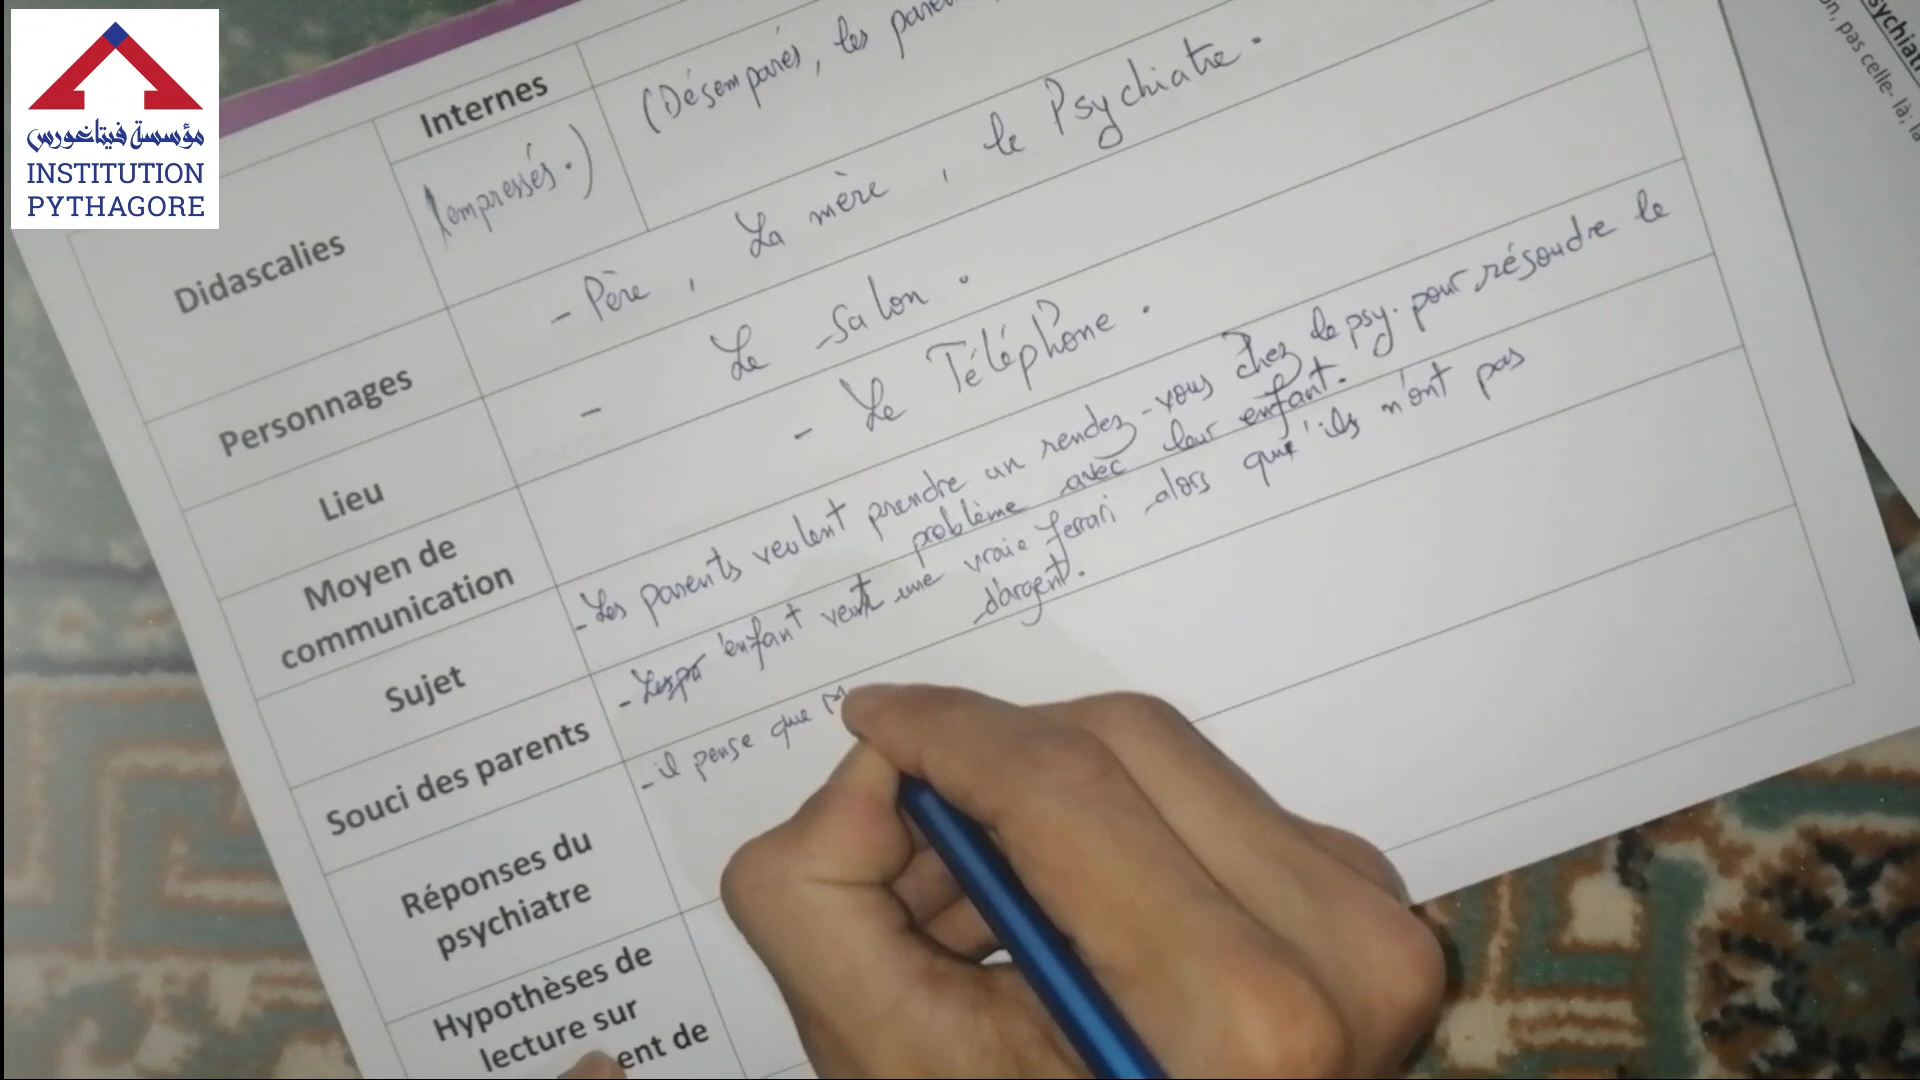 مؤسسة فيتاغورس
INSTITUTION
PYTHAGORE
Didascalies
Internes
(empressés.)
(Désemparés, les
Personnages
- Père, La mère, le Psychiatre.
Lieu
- Le salon.
Moyen de
communication
- Le Téléphone.
Sujet
- Les parents veulent prendre un rendez-vous chez le psy. pour résoudre le
problème avec leur enfant.
Souci des parents
- enfant veut une vraie ferrari alors qu'ils n'ont pas
d'argent.
Réponses du
psychiatre
- il pense que
Hypothèses de
lecture sur
ent de
sychiat
on, pas celle- là; la